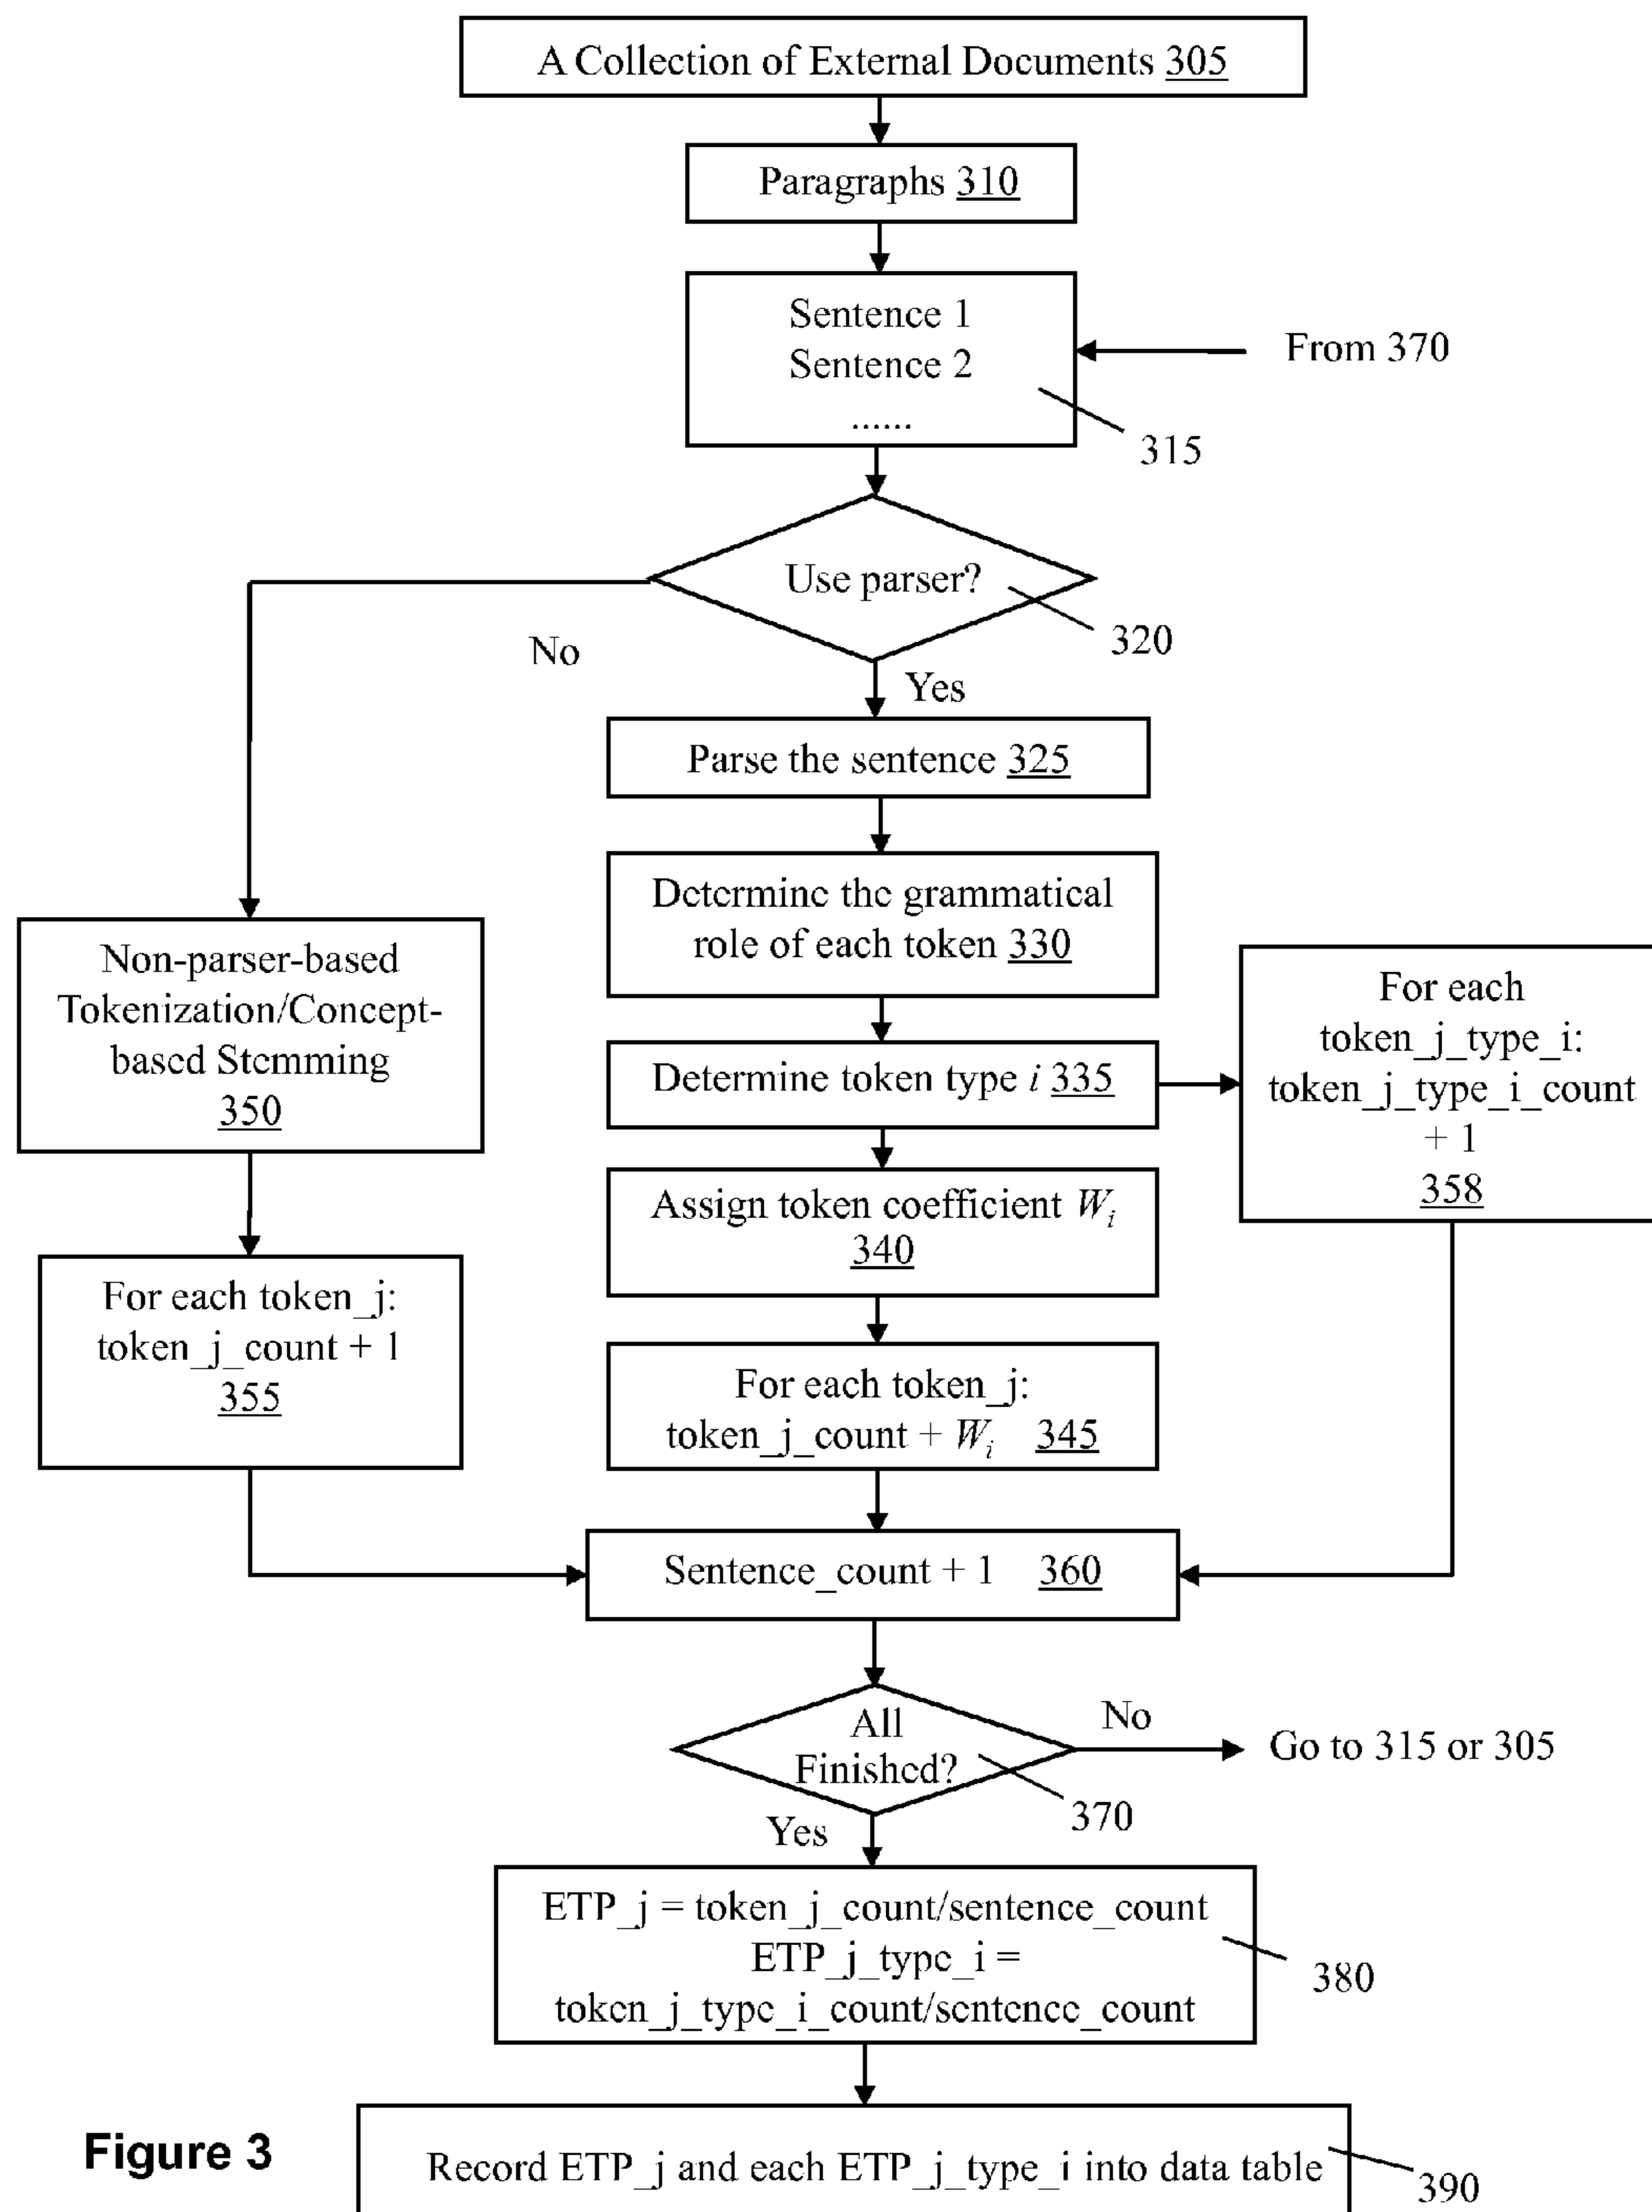 A Collection of External Documents 305
Paragraphs 310
Sentence 1
Sentence 2
......
From 370
315
Use parser?
320
No
Yes
Parse the sentence 325
Determine the grammatical
role of each token 330
Non-parser-based
Tokenization/Concept-
based Stemming
350
For each
token_j_type_i:
token_j_type_i_count
+ 1
358
Determine token type i 335
Assign token coefficient Wi
340
For each token_j:
token_j_count + 1
355
For each token_j:
token_j_count + Wi 345
Sentence_count + 1 360
All
Finished?
No
Go to 315 or 305
370
Yes
ETP_j = token_j_count/sentence_count
ETP_j_type_i =
token_j_type_i_count/sentence_count
380
Figure 3
Record ETP_j and each ETP_j_type_i into data table
390